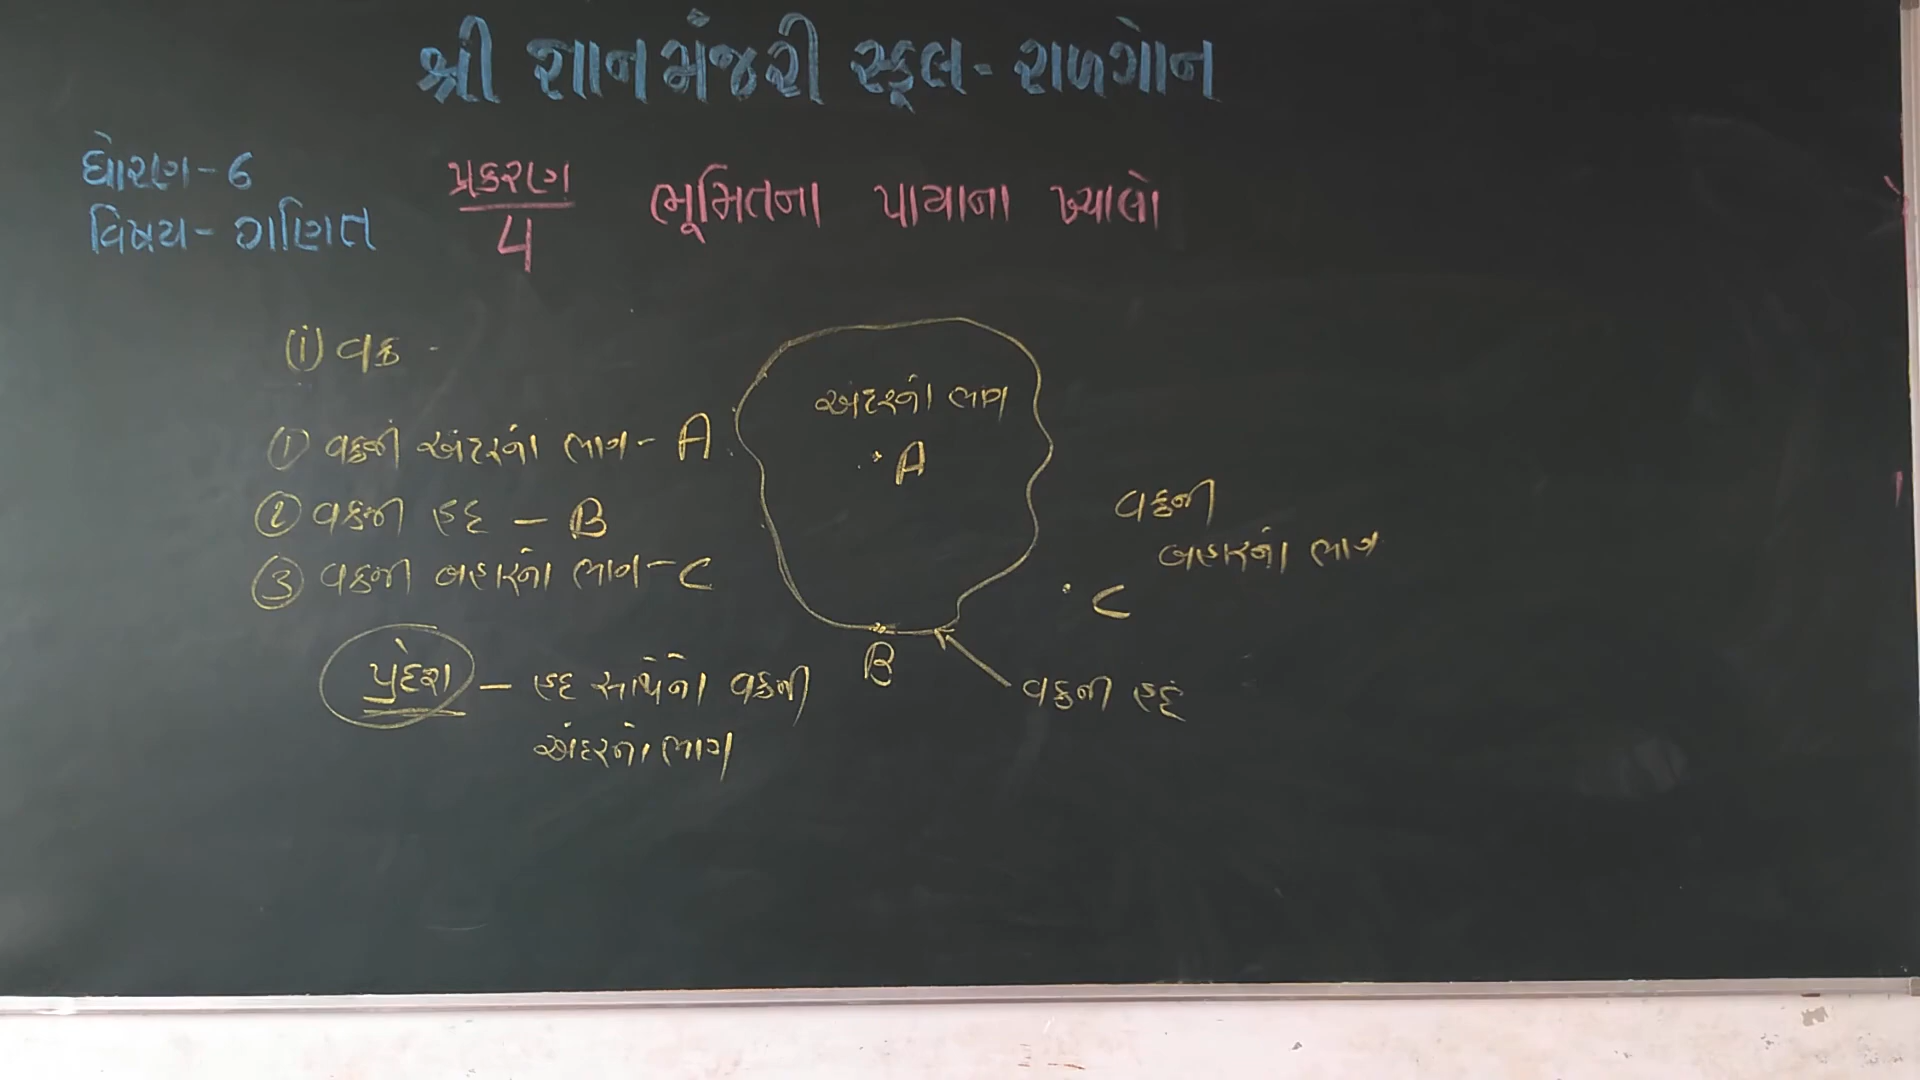 શ્રી જ્ઞાનમંજરી સ્કૂલ - રાળગોન
ધોરણ - 6
વિષય - ગણિત
પ્રકરણ
4
ભૂમિતના પાયાના ખ્યાલો
(i) વક્ર -
① વક્રની અંદરનો ભાગ - A
② વક્રની હદ - B
③ વક્રની બહારનો ભાગ - C
પ્રદેશ - હદ સાથેનો વક્રની
અંદરનો ભાગ
અંદરનો ભાગ
A
વક્રની
બહારનો ભાગ
C
B
વક્રની હદ